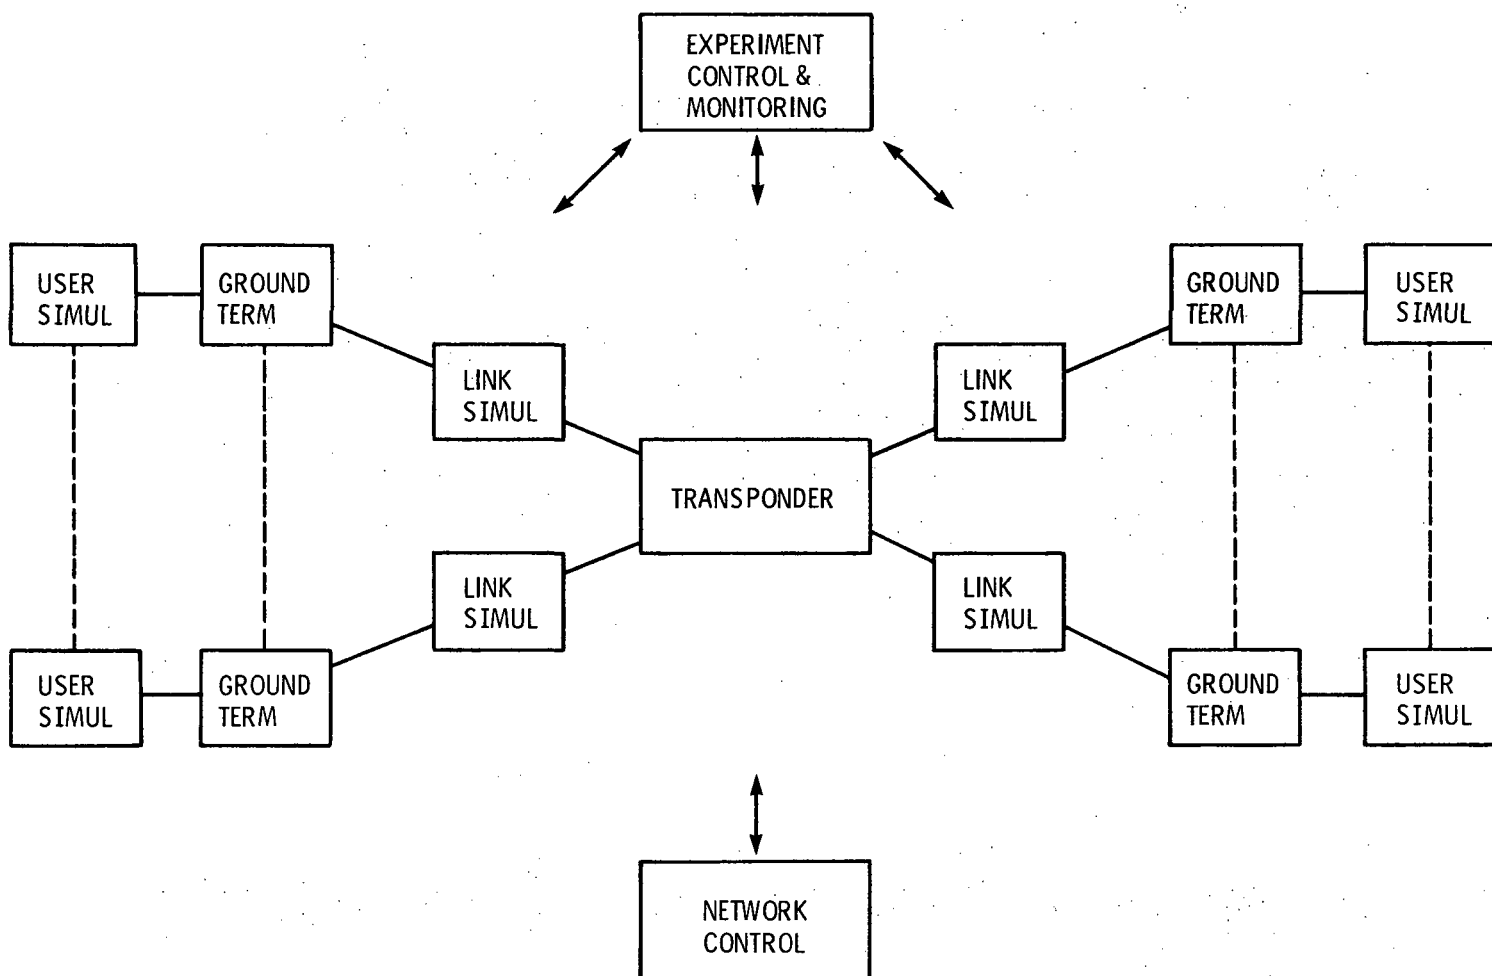 EXPERIMENT
CONTROL &
MONITORING
USER
SIMUL
GROUND
TERM
GROUND
TERM
USER
SIMUL
LINK
SIMUL
LINK
SIMUL
TRANSPONDER
LINK
SIMUL
LINK
SIMUL
USER
SIMUL
GROUND
TERM
GROUND
TERM
USER
SIMUL
NETWORK
CONTROL